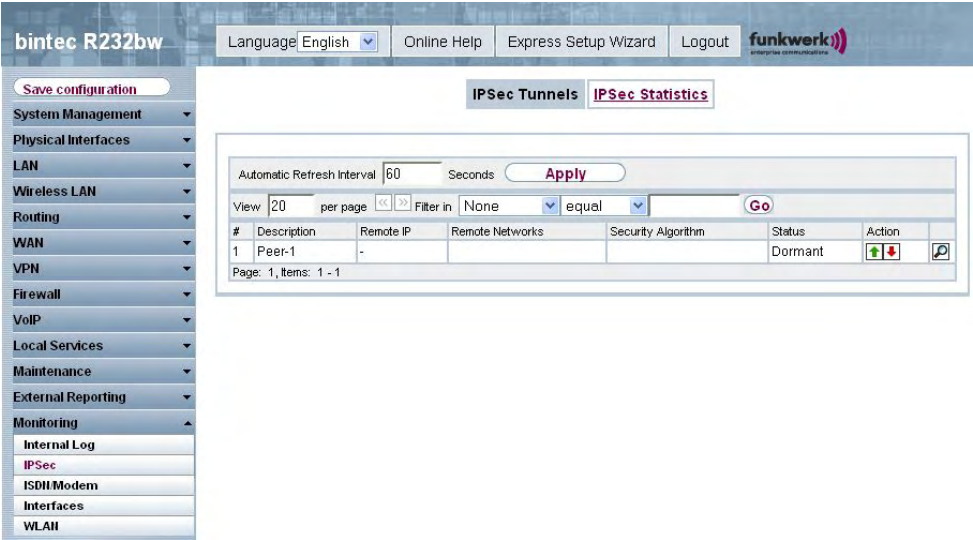 bintec R232bw
Language English Online Help Express Setup Wizard Logout funkwerk
enterprise communications
Save configuration
System Management
Physical Interfaces
LAN
Wireless LAN
Routing
WAN
VPN
Firewall
VoIP
Local Services
Maintenance
External Reporting
Monitoring
Internal Log
IPSec
ISDN/Modem
Interfaces
WLAN
IPSec Tunnels IPSec Statistics
Automatic Refresh Interval 60 Seconds Apply
View 20 per page << >> Filter in None equal Go
# Description Remote IP Remote Networks Security Algorithm Status Action
1 Peer-1 - Dormant
Page: 1, Items: 1 - 1